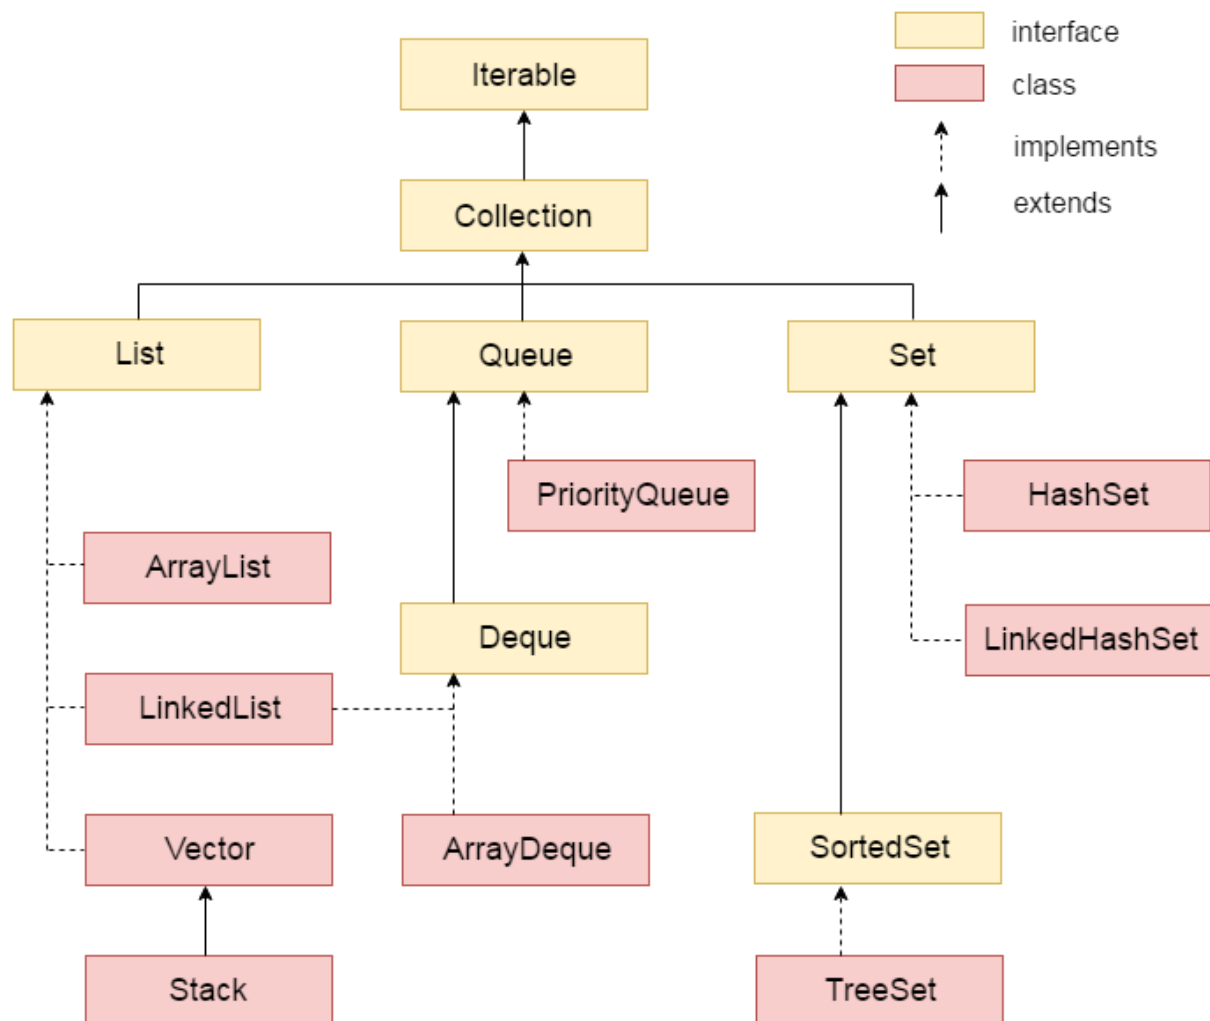 Iterable
interface
class
implements
extends
Collection
List
Queue
Set
PriorityQueue
HashSet
ArrayList
Deque
LinkedHashSet
LinkedList
Vector
ArrayDeque
SortedSet
Stack
TreeSet